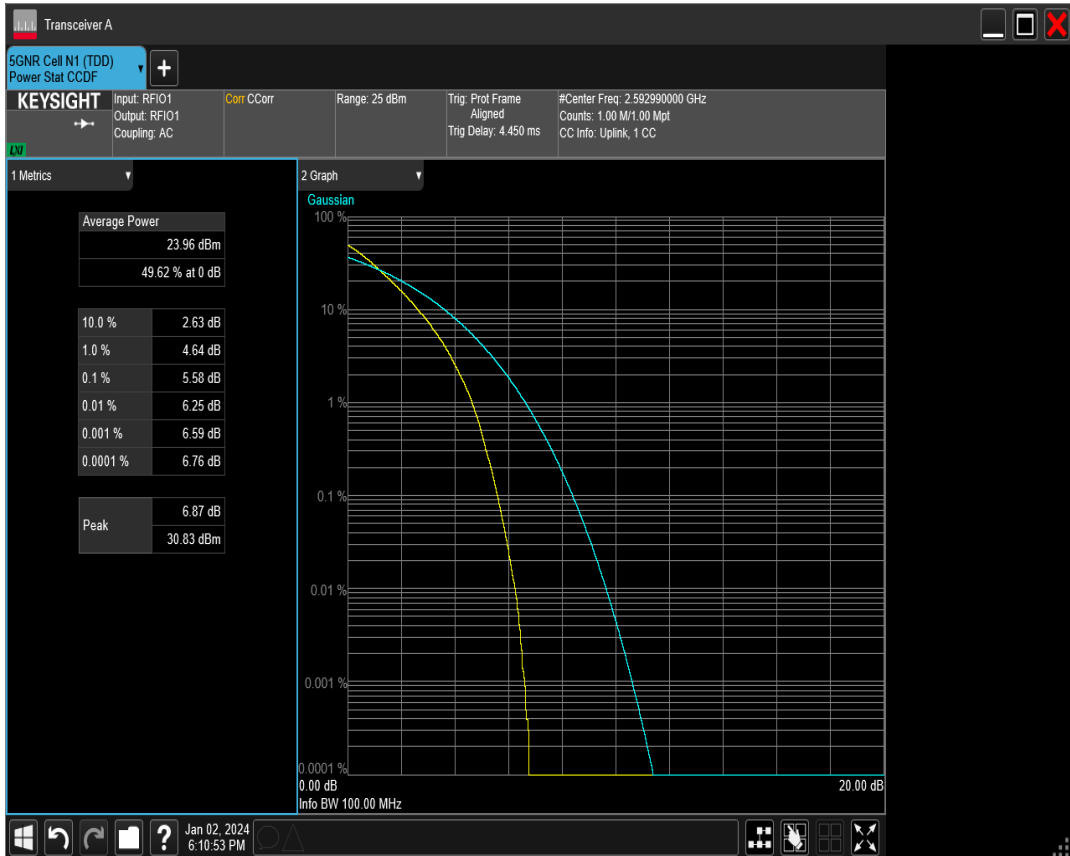 Transceiver A
5GNR Cell N1 (TDD)
Power Stat CCDF
KEYSIGHT
LXI
Input: RFIO1
Output: RFIO1
Coupling: AC
Corr CCorr
Range: 25 dBm
Trig: Prot Frame
Aligned
Trig Delay: 4.450 ms
#Center Freq: 2.592990000 GHz
Counts: 1.00 M/1.00 Mpt
CC Info: Uplink, 1 CC
1 Metrics
Average Power
23.96 dBm
49.62 % at 0 dB
10.0 % 2.63 dB
1.0 % 4.64 dB
0.1 % 5.58 dB
0.01 % 6.25 dB
0.001 % 6.59 dB
0.0001 % 6.76 dB
Peak 6.87 dB
30.83 dBm
2 Graph
Gaussian
100 %
10 %
1 %
0.1 %
0.01 %
0.001 %
0.0001 %
0.00 dB 20.00 dB
Info BW 100.00 MHz
?
Jan 02, 2024
6:10:53 PM